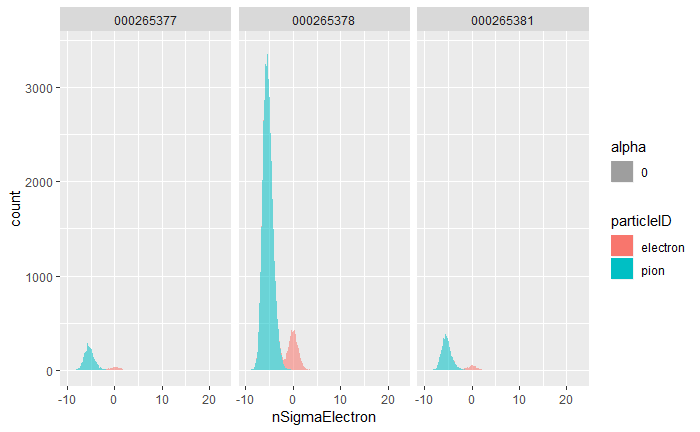 000265377 000265378 000265381
3000
2000
1000
0
count
-10 0 10 20 -10 0 10 20 -10 0 10 20
nSigmaElectron
alpha
0
particleID
electron
pion